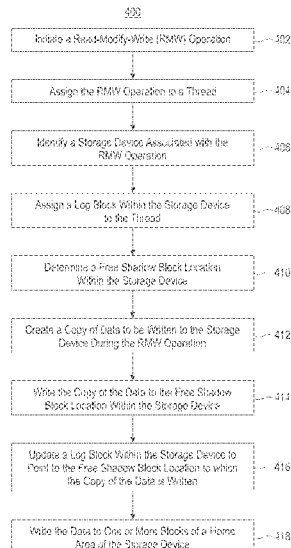 400
Initiate a Read-Modify-Write (RMW) Operation
402
Assign the RMW Operation to a Thread
404
Identify a Storage Device Associated with the
RMW Operation
406
Assign a Log Block Within the Storage Device
to the Thread
408
Determine a Free Shadow Block Location
Within the Storage Device
410
Create a Copy of Data to be Written to the Storage
Device During the RMW Operation
412
Write the Copy of the Data to the Free Shadow
Block Location Within the Storage Device
414
Update a Log Block Within the Storage Device to
Point to the Free Shadow Block Location to which
the Copy of the Data is Written
416
Write the Data to One or More Blocks of a Home
Area of the Storage Device
418